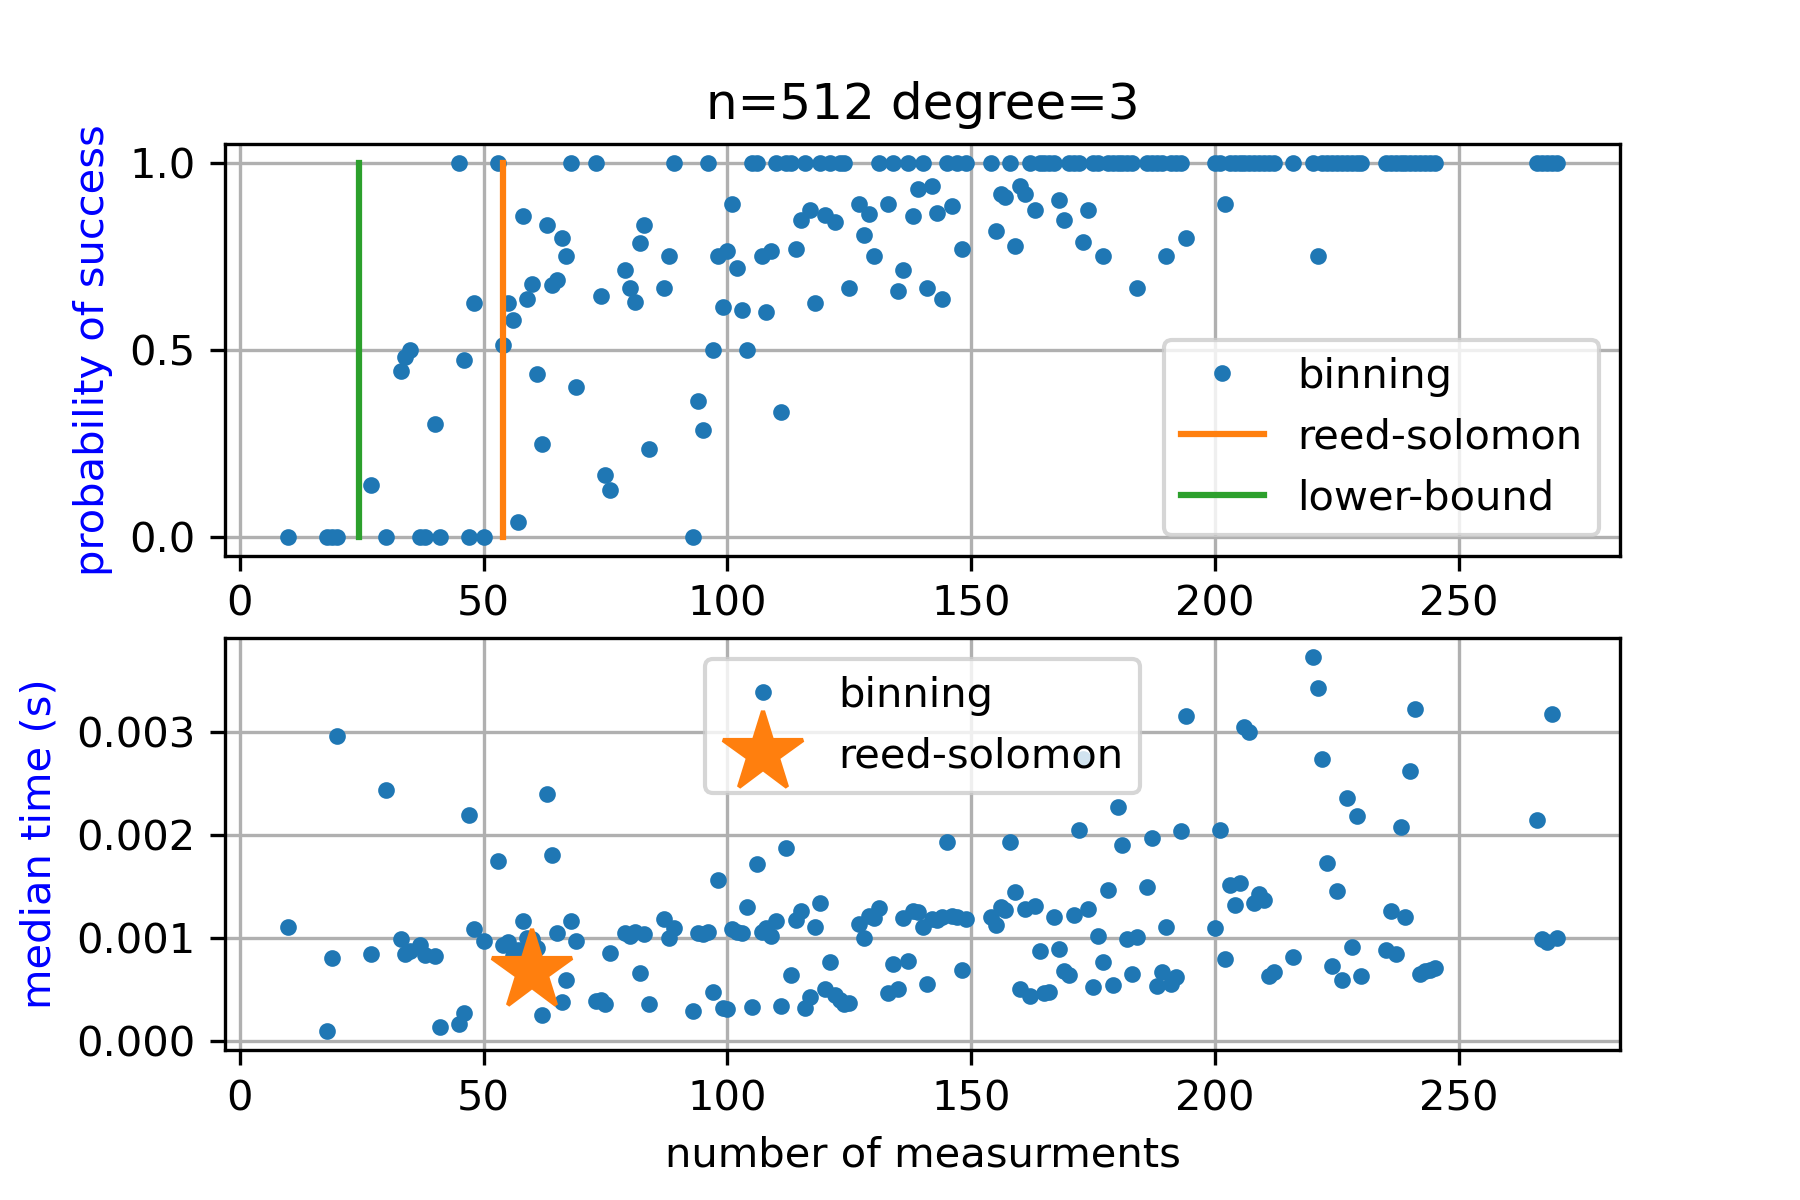 n=512 degree=3
probability of success
1.0
0.5
0.0
binning
reed-solomon
lower-bound
0 50 100 150 200 250
median time (s)
0.003
0.002
0.001
0.000
binning
reed-solomon
0 50 100 150 200 250
number of measurments